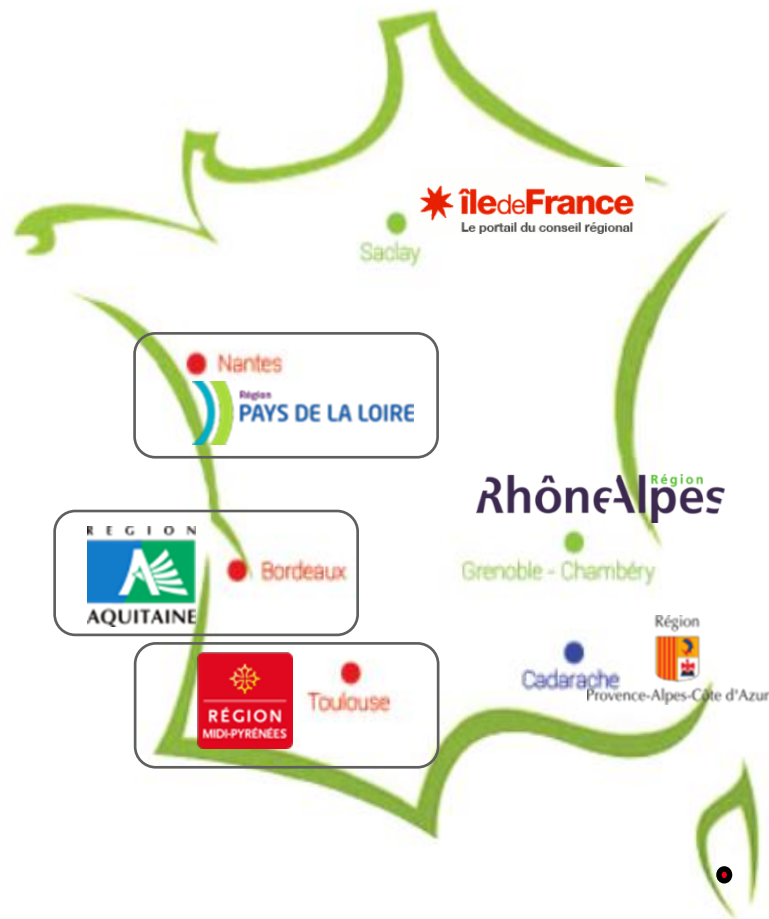 îledeFrance
Le portail du conseil régional
Saclay
Nantes
Région
PAYS DE LA LOIRE
Région
RhôneAlpes
REGION
AQUITAINE
Bordeaux
Grenoble - Chambéry
RÉGION
MIDI-PYRÉNÉES
Toulouse
Cadarache
Région
Provence-Alpes-Côte d'Azur